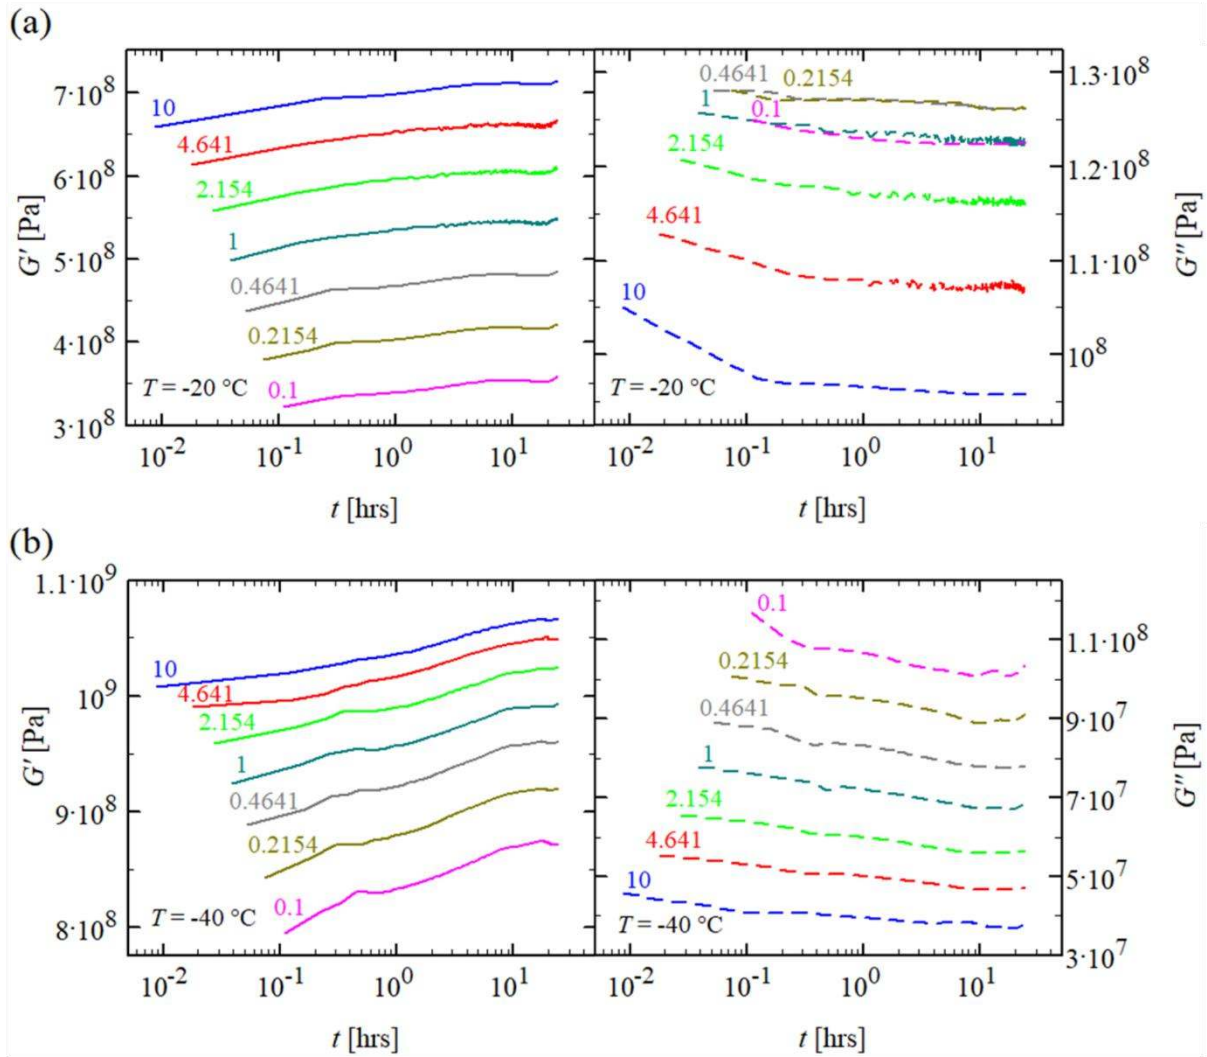 (a)
7·10⁸
6·10⁸
5·10⁸
4·10⁸
3·10⁸
G′ [Pa]
10
4.641
2.154
1
0.4641
0.2154
0.1
T = -20 °C
10⁻² 10⁻¹ 10⁰ 10¹
t [hrs]
0.4641 0.2154
1
0.1
2.154
4.641
10
T = -20 °C
10⁻² 10⁻¹ 10⁰ 10¹
t [hrs]
1.3·10⁸
1.2·10⁸
1.1·10⁸
10⁸
G″ [Pa]
(b)
1.1·10⁹
10⁹
9·10⁸
8·10⁸
G′ [Pa]
10
4.641
2.154
1
0.4641
0.2154
0.1
T = -40 °C
10⁻² 10⁻¹ 10⁰ 10¹
t [hrs]
0.1
0.2154
0.4641
1
2.154
4.641
10
T = -40 °C
10⁻² 10⁻¹ 10⁰ 10¹
t [hrs]
1.1·10⁸
9·10⁷
7·10⁷
5·10⁷
3·10⁷
G″ [Pa]